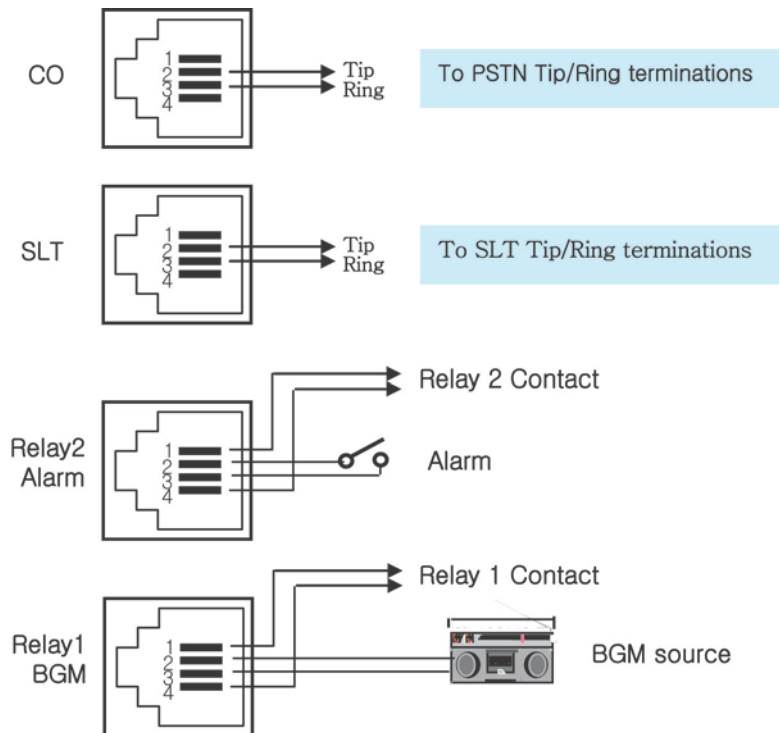 CO
1
2
3
4
Tip
Ring
To PSTN Tip/Ring terminations
SLT
1
2
3
4
Tip
Ring
To SLT Tip/Ring terminations
Relay2
Alarm
1
2
3
4
Relay 2 Contact
Alarm
Relay1
BGM
1
2
3
4
Relay 1 Contact
BGM source